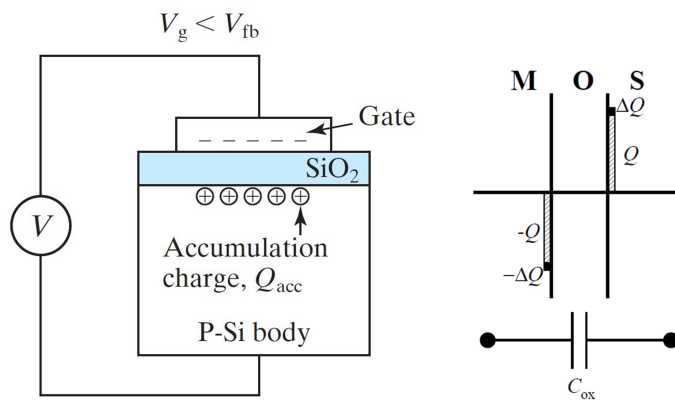 V_g < V_fb
Gate
SiO₂
V
Accumulation
charge, Q_acc
P-Si body
M O S
ΔQ
Q
-Q
−ΔQ
C_ox